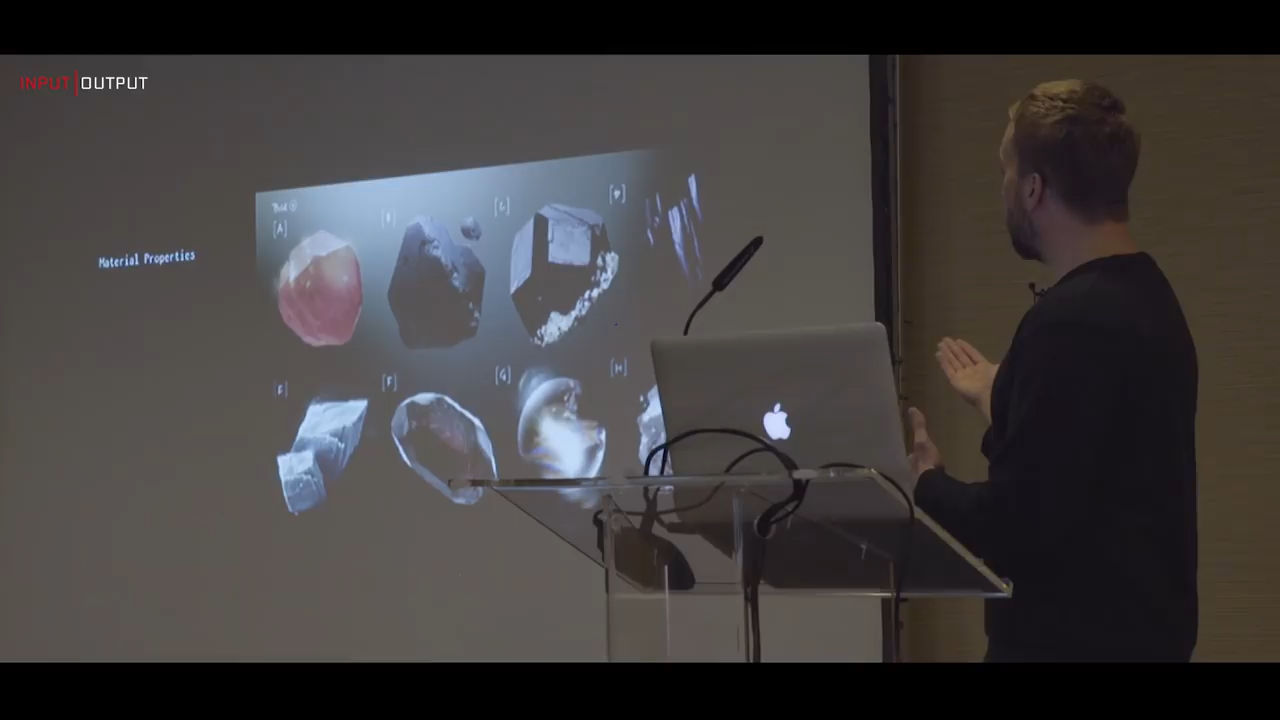 INPUT|OUTPUT
Material Properties
[A]
[B]
[C]
[E]
[F]
[G]
[H]